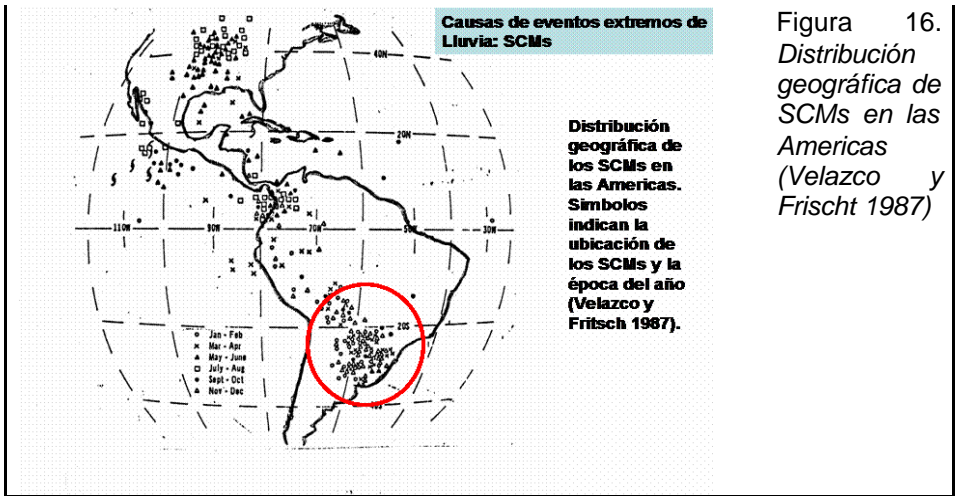 Causas de eventos extremos de
Lluvia: SCMs
40N
20N
110W
90W
70W
50W
30W
20S
40S
Jan - Feb
Mar - Apr
May - June
July - Aug
Sept - Oct
Nov - Dec
Distribución
geográfica de
los SCMs en
las Americas.
Simbolos
indican la
ubicación de
los SCMs y la
época del año
(Velazco y
Fritsch 1987).
Figura 16.
Distribución
geográfica de
SCMs en las
Americas
(Velazco y
Frischt 1987)